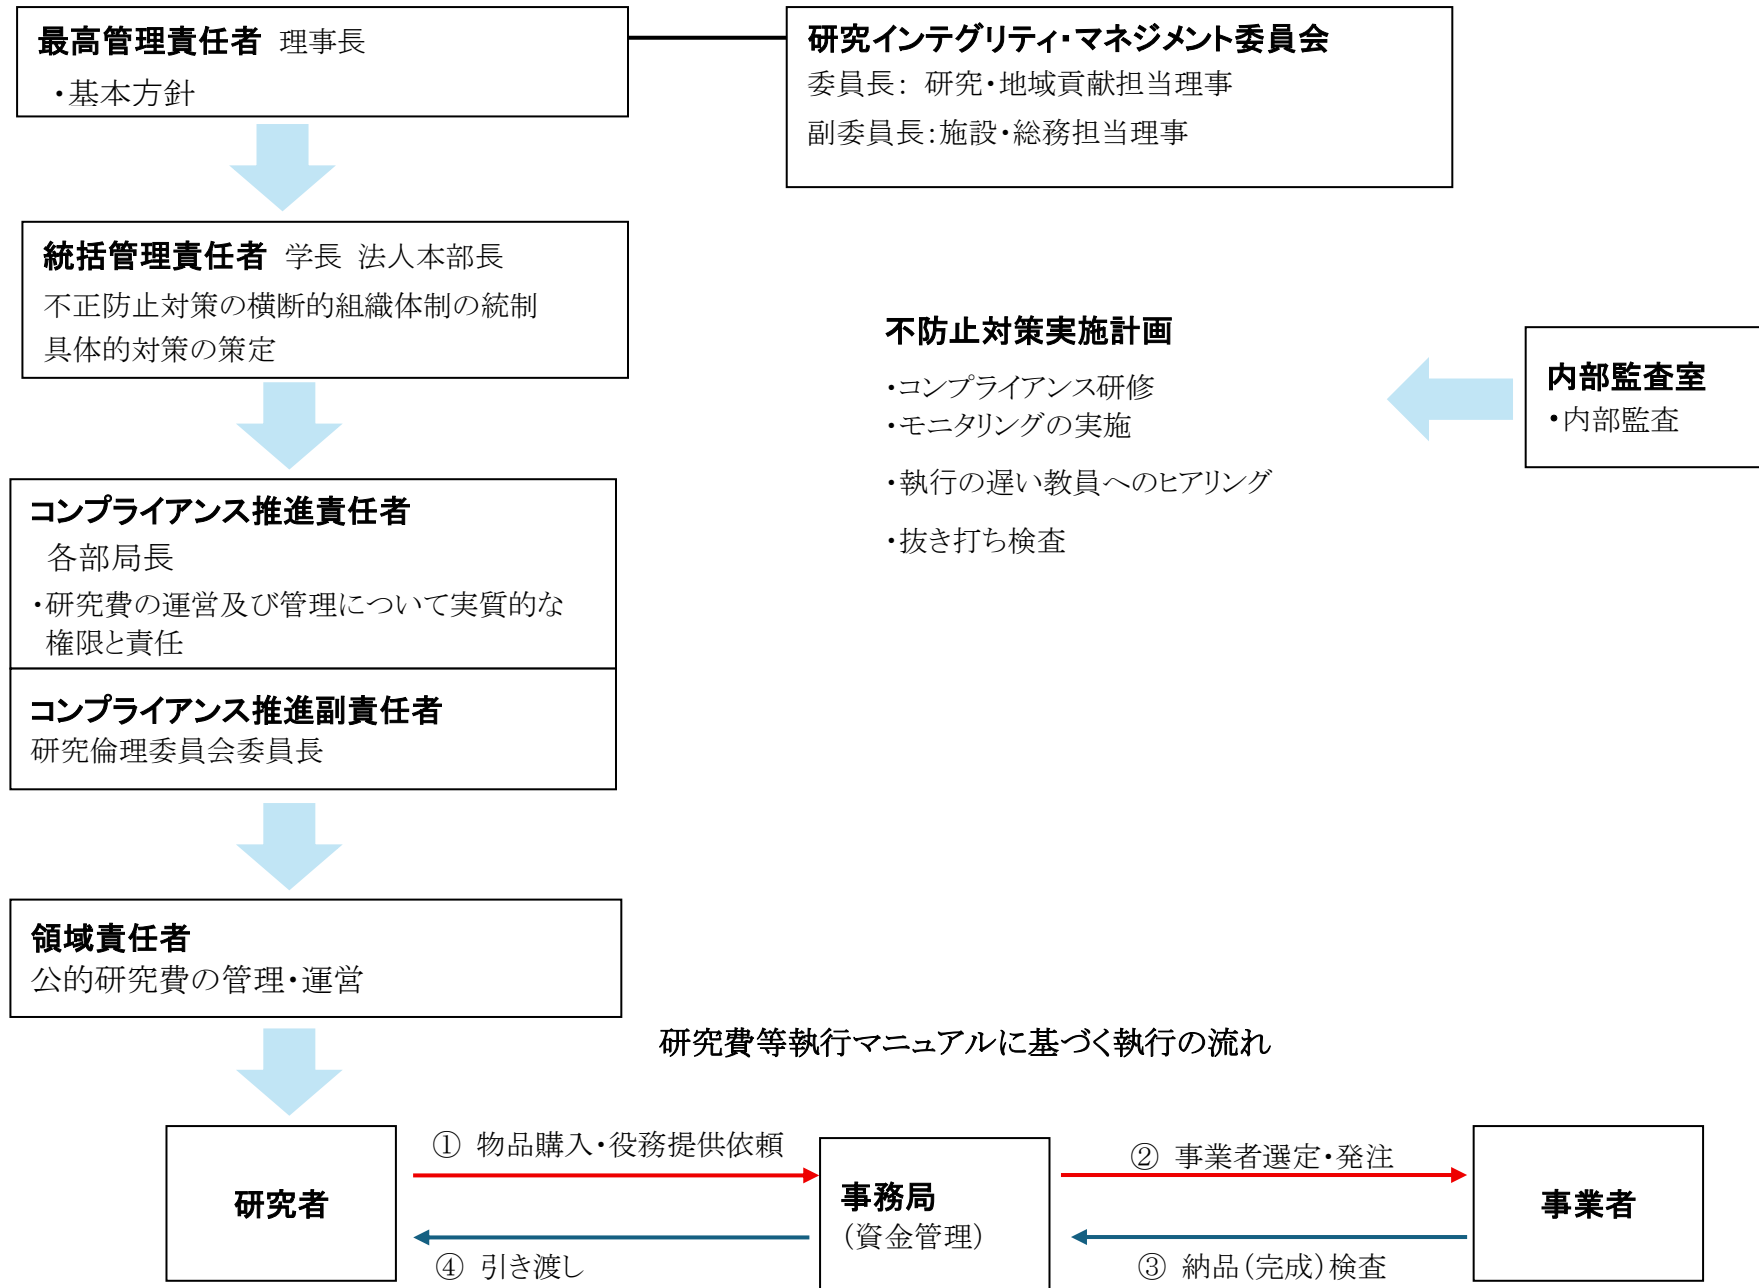 最高管理責任者 理事長
・基本方針
研究インテグリティ・マネジメント委員会
委員長： 研究・地域貢献担当理事
副委員長：施設・総務担当理事
統括管理責任者 学長 法人本部長
不正防止対策の横断的組織体制の統制
具体的対策の策定
不防止対策実施計画
・コンプライアンス研修
・モニタリングの実施
・執行の遅い教員へのヒアリング
・抜き打ち検査
内部監査室
・内部監査
コンプライアンス推進責任者
各部局長
・研究費の運営及び管理について実質的な
権限と責任
コンプライアンス推進副責任者
研究倫理委員会委員長
領域責任者
公的研究費の管理・運営
研究費等執行マニュアルに基づく執行の流れ
研究者
① 物品購入・役務提供依頼
④ 引き渡し
事務局
（資金管理）
② 事業者選定・発注
③ 納品（完成）検査
事業者